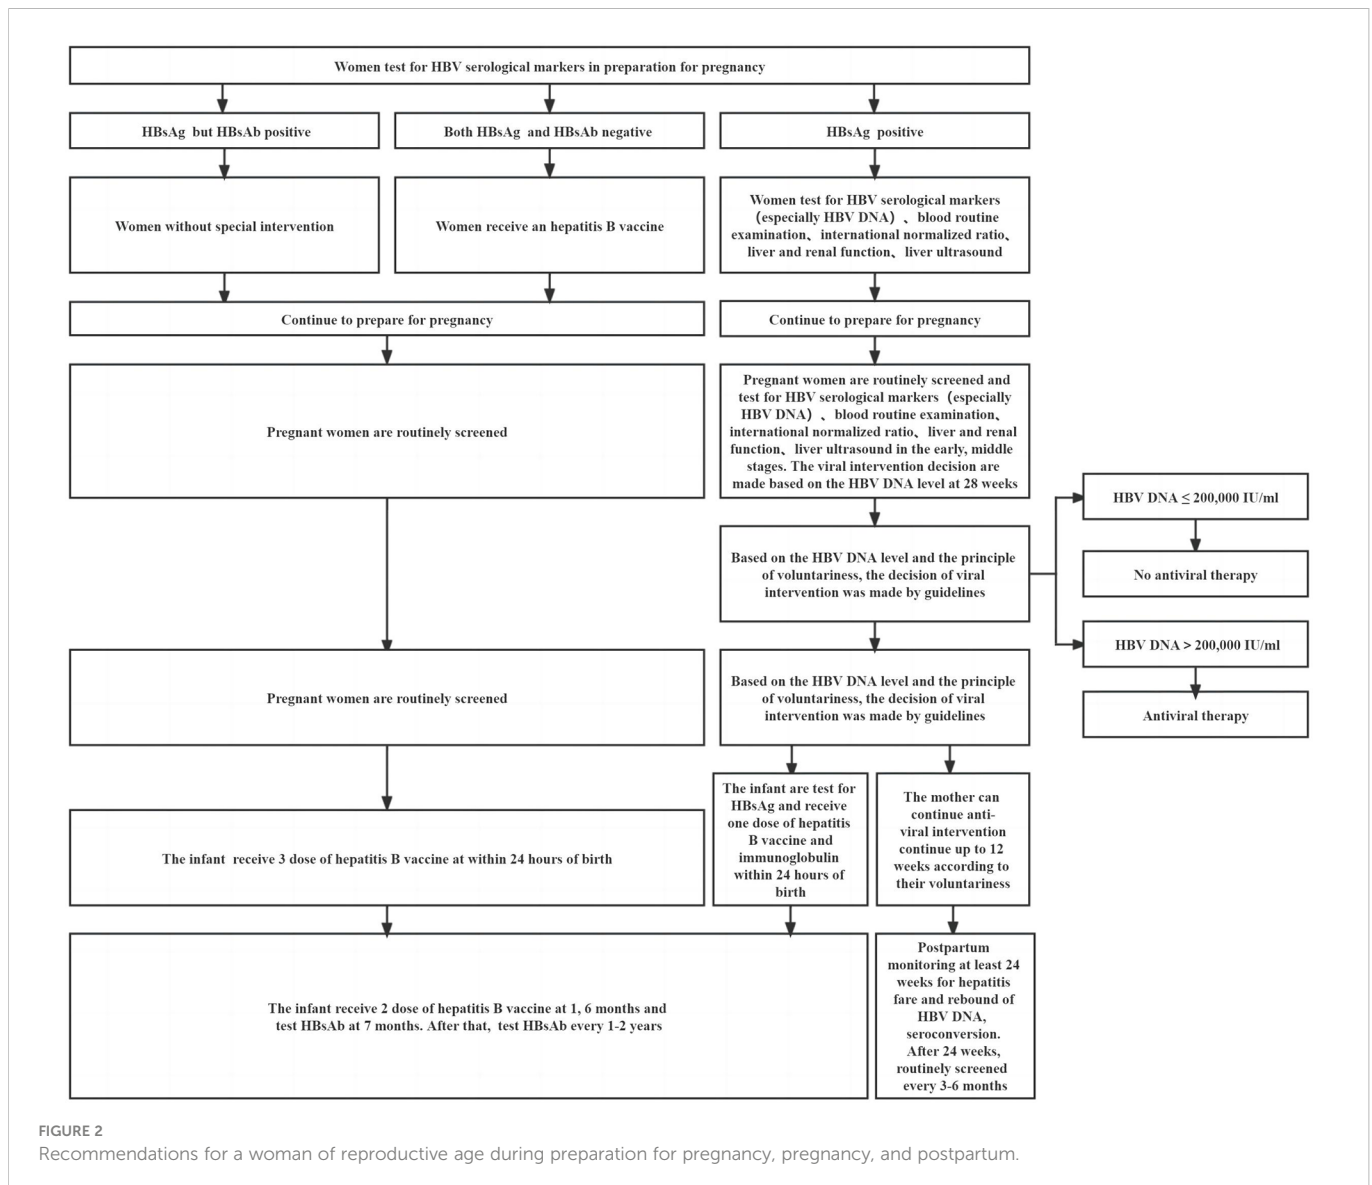 Women test for HBV serological markers in preparation for pregnancy
HBsAg but HBsAb positive
Both HBsAg and HBsAb negative
HBsAg positive
Women without special intervention
Women receive an hepatitis B vaccine
Women test for HBV serological markers
（especially HBV DNA）、blood routine
examination、international normalized ratio、
liver and renal function、liver ultrasound
Continue to prepare for pregnancy
Continue to prepare for pregnancy
Pregnant women are routinely screened
Pregnant women are routinely screened and
test for HBV serological markers（especially
HBV DNA）、blood routine examination、
international normalized ratio、liver and renal
function、liver ultrasound in the early, middle
stages. The viral intervention decision are
made based on the HBV DNA level at 28 weeks
HBV DNA ≤ 200,000 IU/ml
Based on the HBV DNA level and the principle
of voluntariness, the decision of viral
intervention was made by guidelines
No antiviral therapy
HBV DNA > 200,000 IU/ml
Pregnant women are routinely screened
Based on the HBV DNA level and the principle
of voluntariness, the decision of viral
intervention was made by guidelines
Antiviral therapy
The infant receive 3 dose of hepatitis B vaccine at within 24 hours of birth
The infant are test for
HBsAg and receive
one dose of hepatitis
B vaccine and
immunoglobulin
within 24 hours of
birth
The mother can
continue anti-
viral intervention
continue up to 12
weeks according to
their voluntariness
The infant receive 2 dose of hepatitis B vaccine at 1, 6 months and
test HBsAb at 7 months. After that, test HBsAb every 1-2 years
Postpartum
monitoring at least 24
weeks for hepatitis
fare and rebound of
HBV DNA,
seroconversion.
After 24 weeks,
routinely screened
every 3-6 months
FIGURE 2
Recommendations for a woman of reproductive age during preparation for pregnancy, pregnancy, and postpartum.